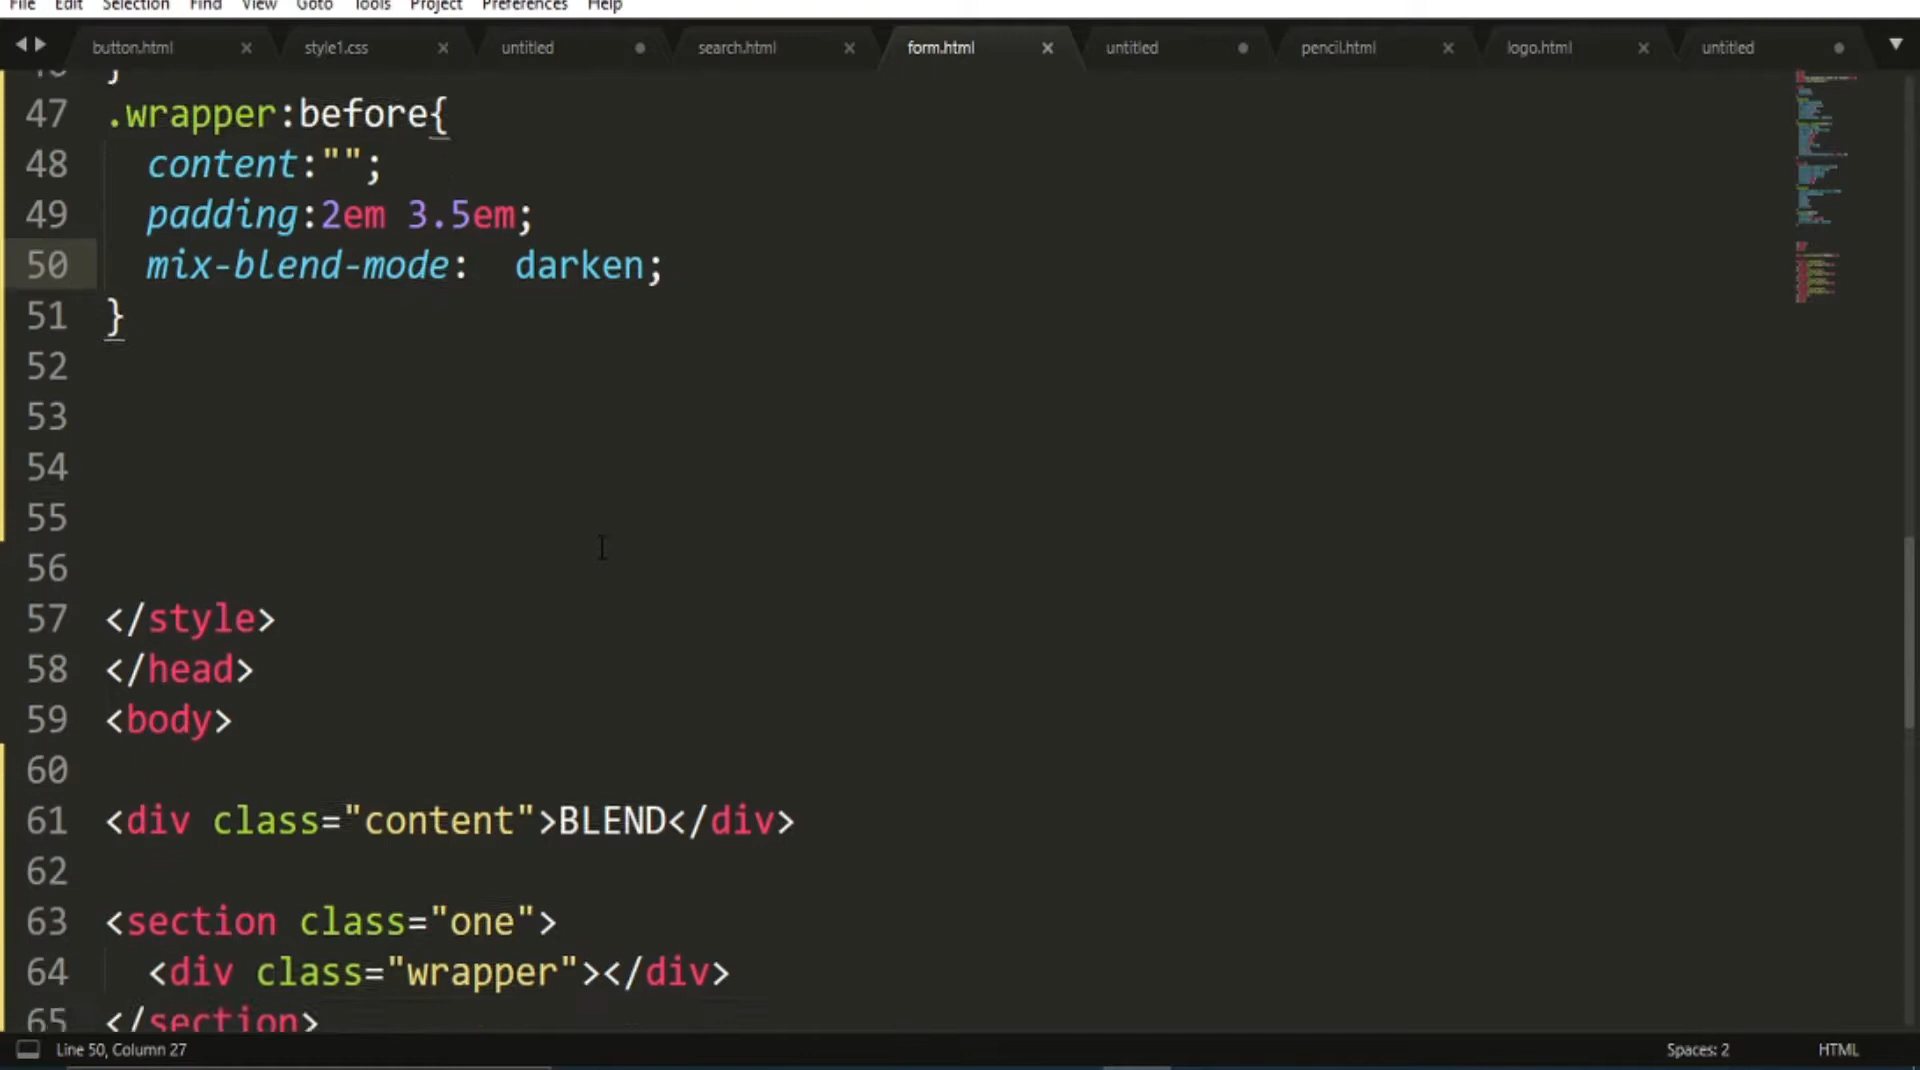 File Edit Selection Find View Goto Tools Project Preferences Help
button.html style1.css untitled search.html form.html untitled pencil.html logo.html untitled
47 .wrapper:before{
48 content:"";
49 padding:2em 3.5em;
50 mix-blend-mode:  darken;
51 }
52
53
54
55
56
57 </style>
58 </head>
59 <body>
60
61 <div class="content">BLEND</div>
62
63 <section class="one">
64 <div class="wrapper"></div>
65 </section>
Line 50, Column 27 Spaces: 2 HTML